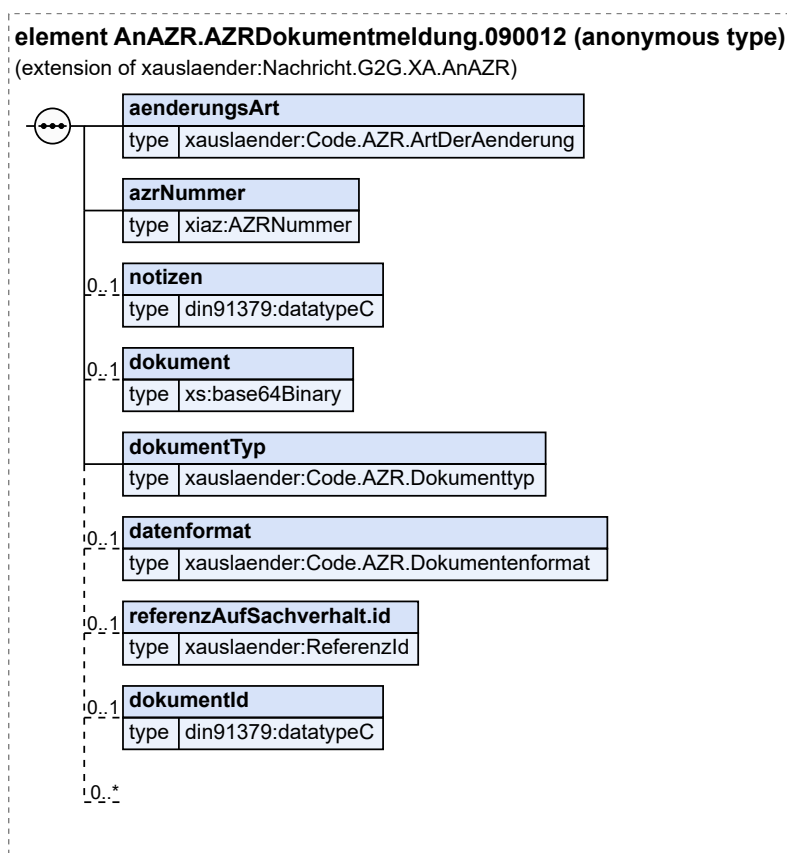 element AnAZR.AZRDokumentmeldung.090012 (anonymous type)
(extension of xauslaender:Nachricht.G2G.XA.AnAZR)
aenderungsArt
type xauslaender:Code.AZR.ArtDerAenderung
azrNummer
type xiaz:AZRNummer
0..1 notizen
type din91379:datatypeC
0..1 dokument
type xs:base64Binary
dokumentTyp
type xauslaender:Code.AZR.Dokumenttyp
0..1 datenformat
type xauslaender:Code.AZR.Dokumentenformat
0..1 referenzAufSachverhalt.id
type xauslaender:ReferenzId
0..1 dokumentId
type din91379:datatypeC
0..*